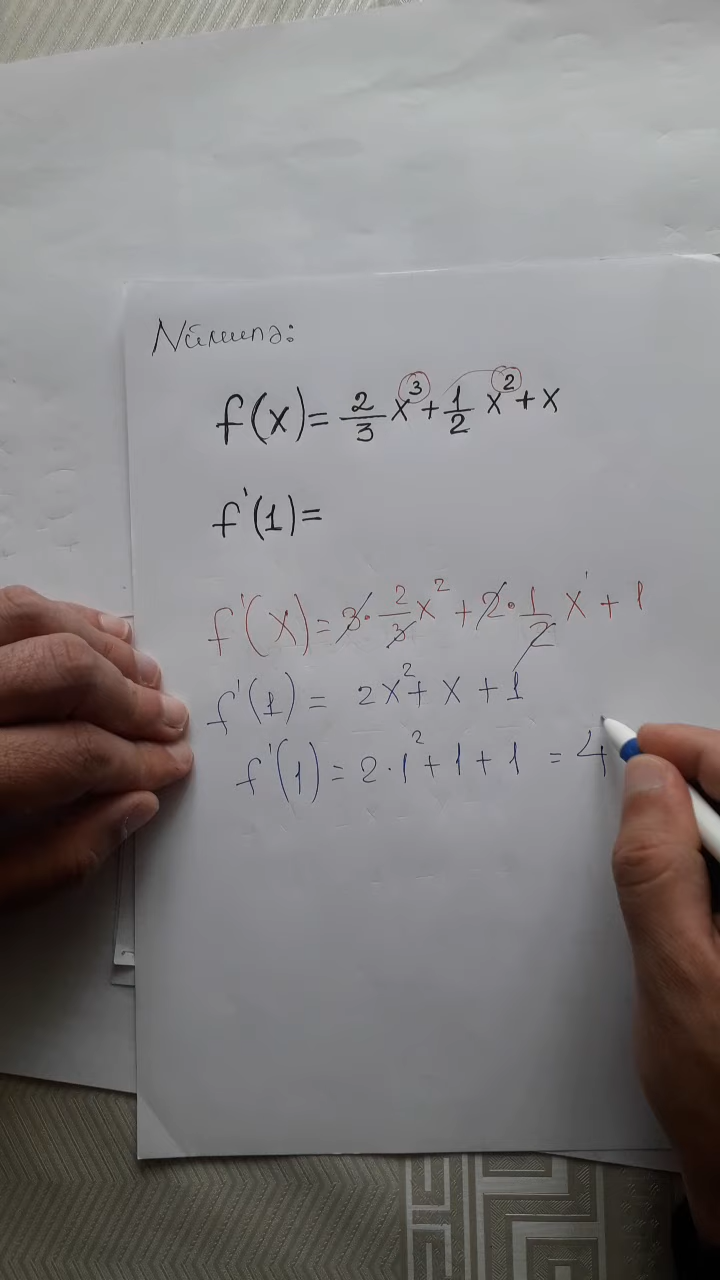 Nümunə:
f(x)= 2/3 x³ + 1/2 x² + x
f'(1)=
f'(x)= 3· 2/3 x² + 2· 1/2 x' + 1
f'(1) = 2x² + x + 1
f'(1) = 2·1² + 1 + 1 = 4